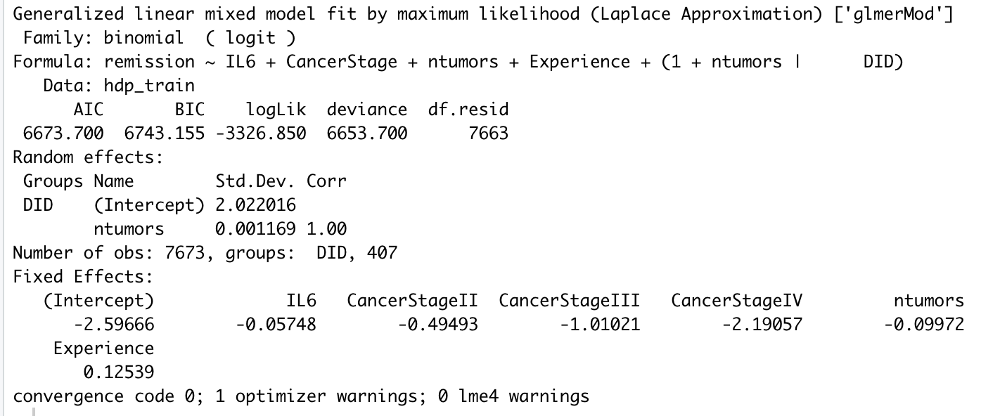 Generalized linear mixed model fit by maximum likelihood (Laplace Approximation) ['glmerMod']
 Family: binomial  ( logit )
Formula: remission ~ IL6 + CancerStage + ntumors + Experience + (1 + ntumors |      DID)
   Data: hdp_train
      AIC       BIC    logLik  deviance  df.resid
 6673.700  6743.155 -3326.850  6653.700      7663
Random effects:
 Groups Name        Std.Dev. Corr
 DID    (Intercept) 2.022016
        ntumors     0.001169 1.00
Number of obs: 7673, groups:  DID, 407
Fixed Effects:
   (Intercept)             IL6   CancerStageII  CancerStageIII   CancerStageIV         ntumors
      -2.59666        -0.05748        -0.49493        -1.01021        -2.19057        -0.09972
    Experience
       0.12539
convergence code 0; 1 optimizer warnings; 0 lme4 warnings